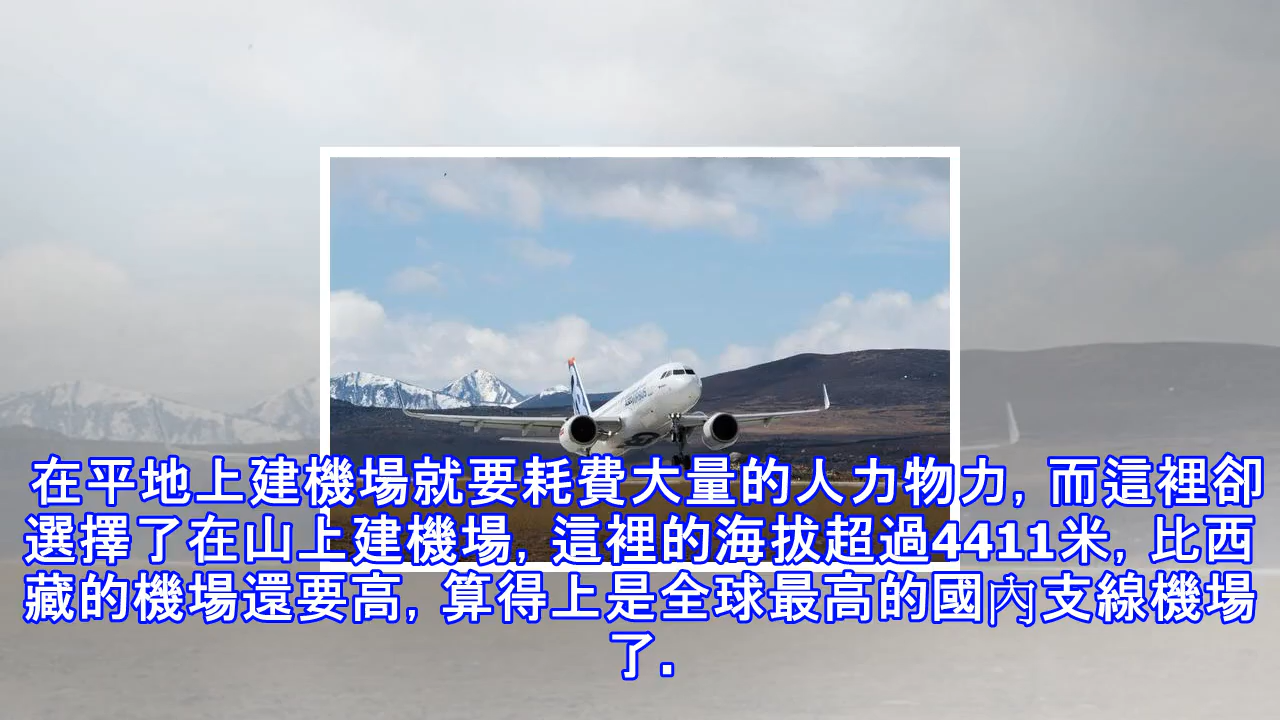 在平地上建機場就要耗費大量的人力物力, 而這裡卻
選擇了在山上建機場, 這裡的海拔超過4411米, 比西
藏的機場還要高, 算得上是全球最高的國內支線機場
了.